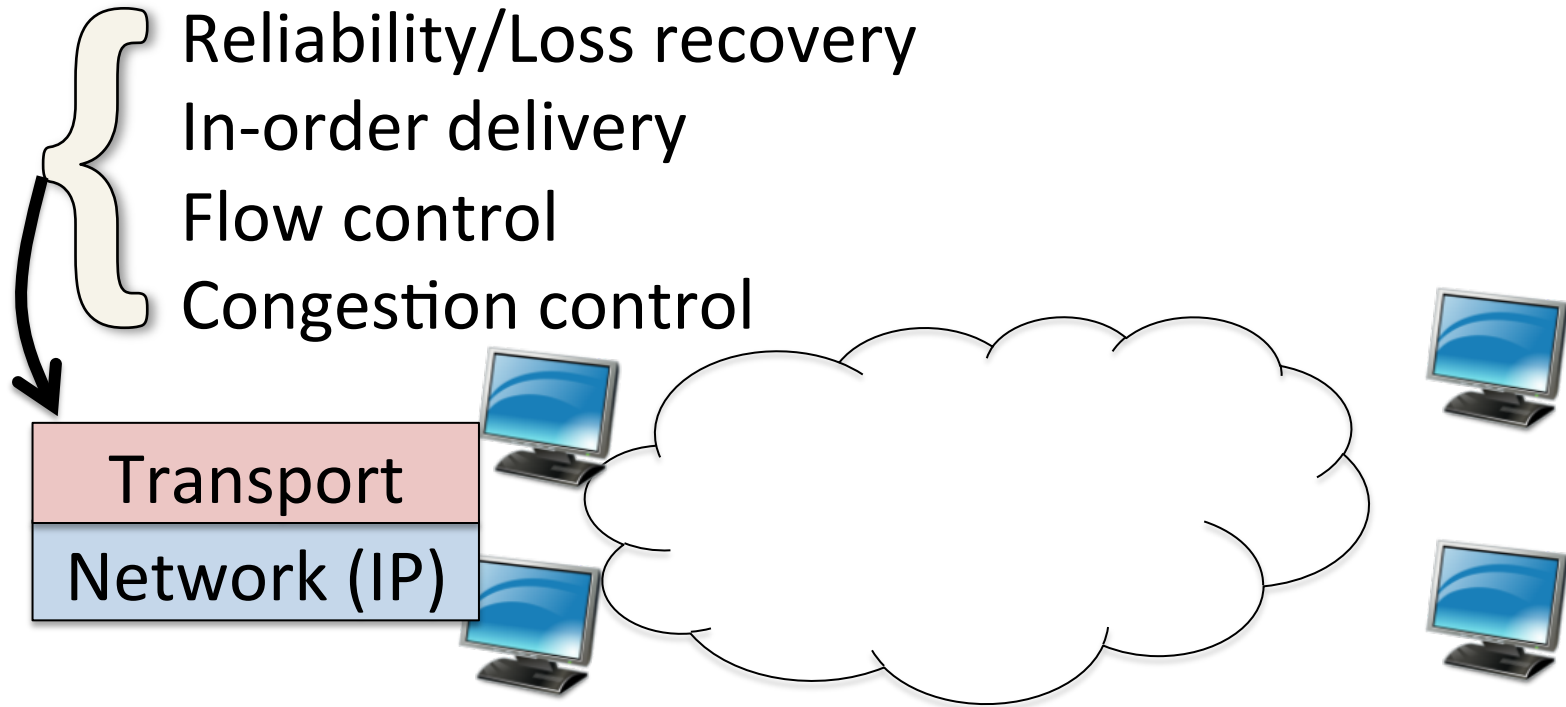 Reliability/Loss recovery
In-order delivery
Flow control
Congestion control
Transport
Network (IP)